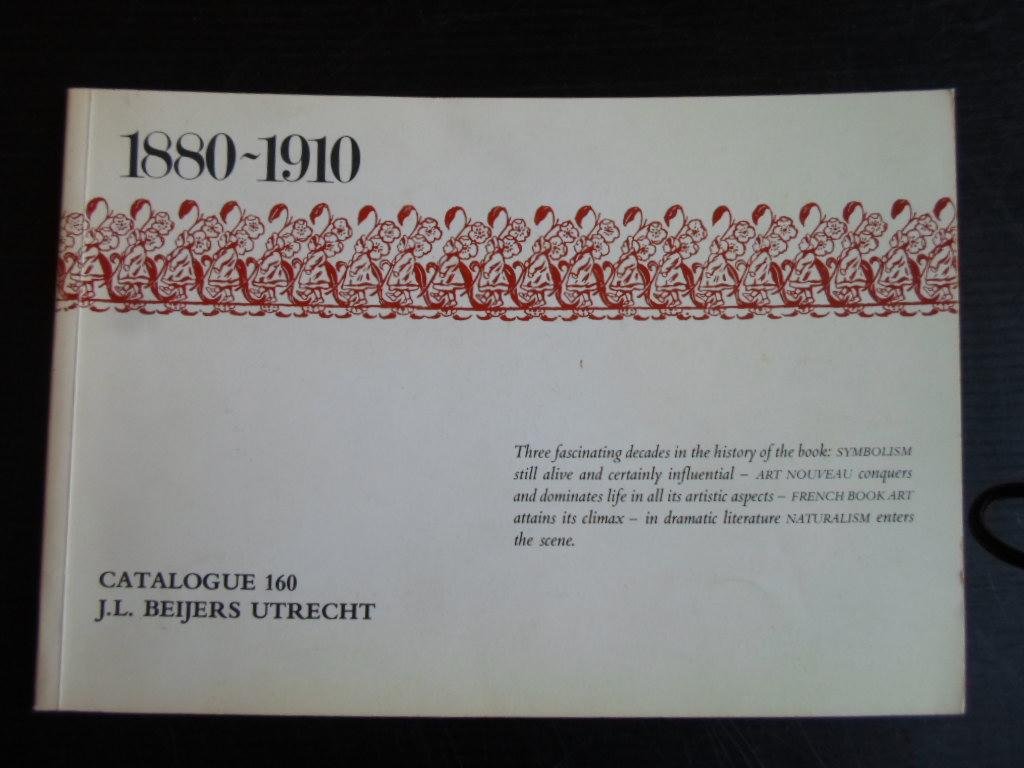 1880~1910
Three fascinating decades in the history of the book: SYMBOLISM
still alive and certainly influential – ART NOUVEAU conquers
and dominates life in all its artistic aspects – FRENCH BOOK ART
attains its climax – in dramatic literature NATURALISM enters
the scene.
CATALOGUE 160
J.L. BEIJERS UTRECHT